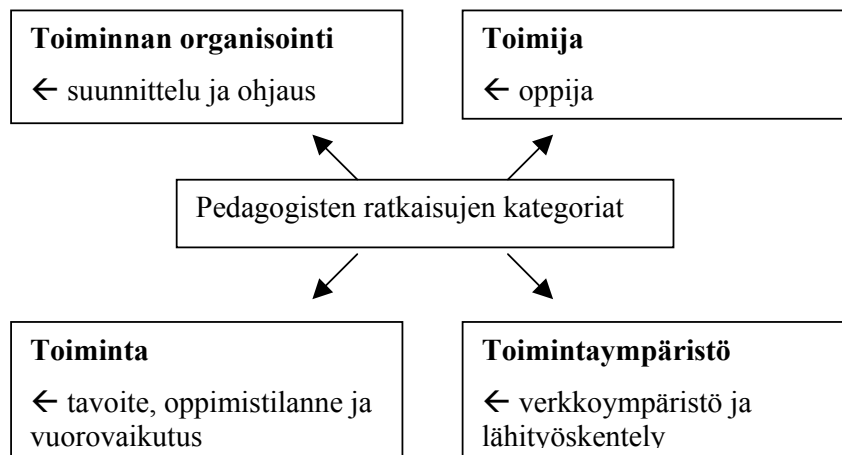 Toiminnan organisointi
← suunnittelu ja ohjaus
Toimija
← oppija
Pedagogisten ratkaisujen kategoriat
Toiminta
← tavoite, oppimistilanne ja
vuorovaikutus
Toimintaympäristö
← verkkoympäristö ja
lähityöskentely